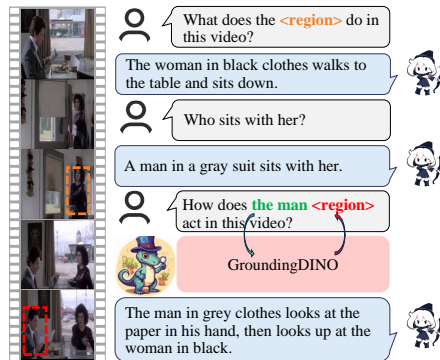 What does the <region> do in
this video?
The woman in black clothes walks to
the table and sits down.
Who sits with her?
A man in a gray suit sits with her.
How does the man <region>
act in this video?
GroundingDINO
The man in grey clothes looks at the
paper in his hand, then looks up at the
woman in black.